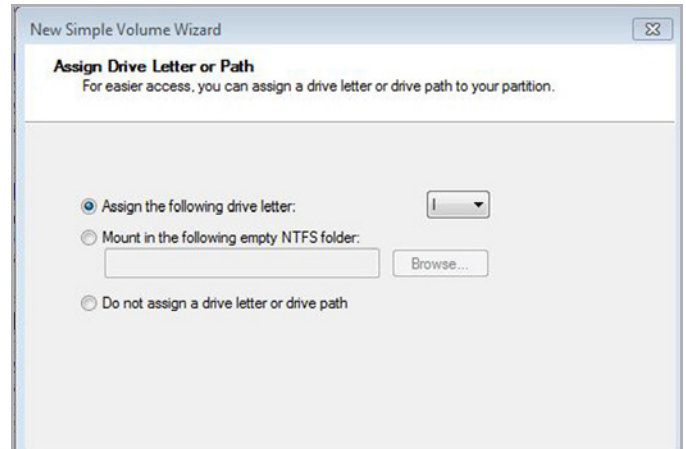 New Simple Volume Wizard
Assign Drive Letter or Path
For easier access, you can assign a drive letter or drive path to your partition.
Assign the following drive letter: I
Mount in the following empty NTFS folder:
Browse...
Do not assign a drive letter or drive path